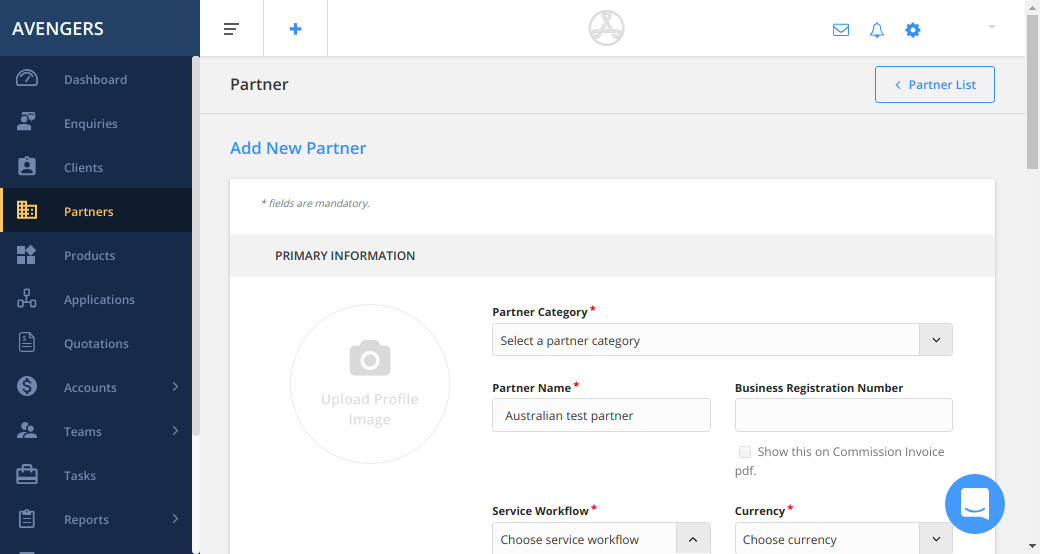 AVENGERS
Dashboard
Enquiries
Clients
Partners
Products
Applications
Quotations
Accounts
Teams
Tasks
Reports
Partner
Partner List
Add New Partner
* fields are mandatory.
PRIMARY INFORMATION
Upload Profile
Image
Partner Category*
Select a partner category
Partner Name*
Business Registration Number
Australian test partner
Show this on Commission Invoice
pdf.
Service Workflow*
Currency*
Choose service workflow
Choose currency